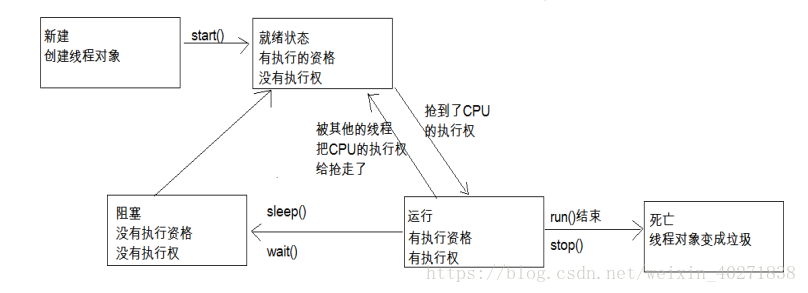 新建
创建线程对象
start()
就绪状态
有执行的资格
没有执行权
抢到了CPU
的执行权
被其他的线程
把CPU的执行权
给抢走了
阻塞
没有执行资格
没有执行权
sleep()
wait()
运行
有执行资格
有执行权
run()结束
stop()
死亡
线程对象变成垃圾
https://blog.csdn.net/weixin_40271838